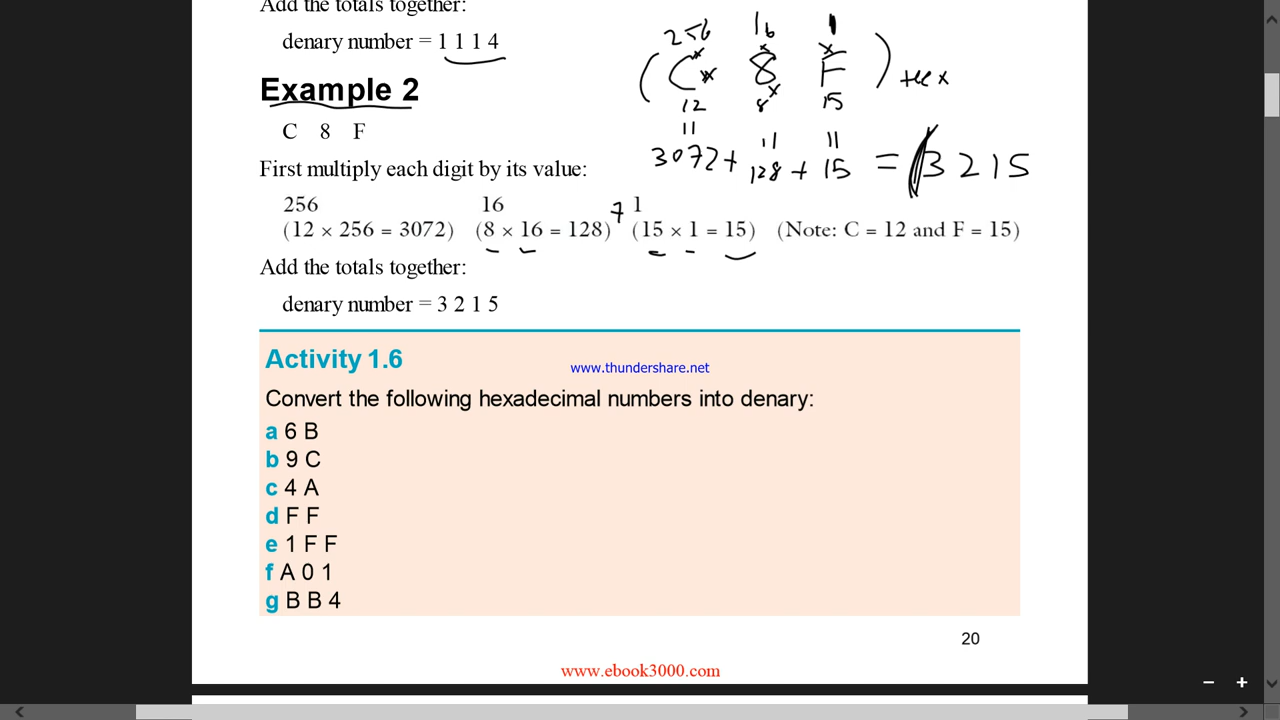 Add the totals together:
denary number = 1 1 1 4
Example 2
C 8 F
First multiply each digit by its value:
256 16 1
(12 × 256 = 3072) (8 × 16 = 128) (15 × 1 = 15) (Note: C = 12 and F = 15)
Add the totals together:
denary number = 3 2 1 5
256 16 1
(C 8 F) Hex
12 8 15
3072 + 128 + 15 = 3215
Activity 1.6
www.thundershare.net
Convert the following hexadecimal numbers into denary:
a 6 B
b 9 C
c 4 A
d F F
e 1 F F
f A 0 1
g B B 4
20
www.ebook3000.com